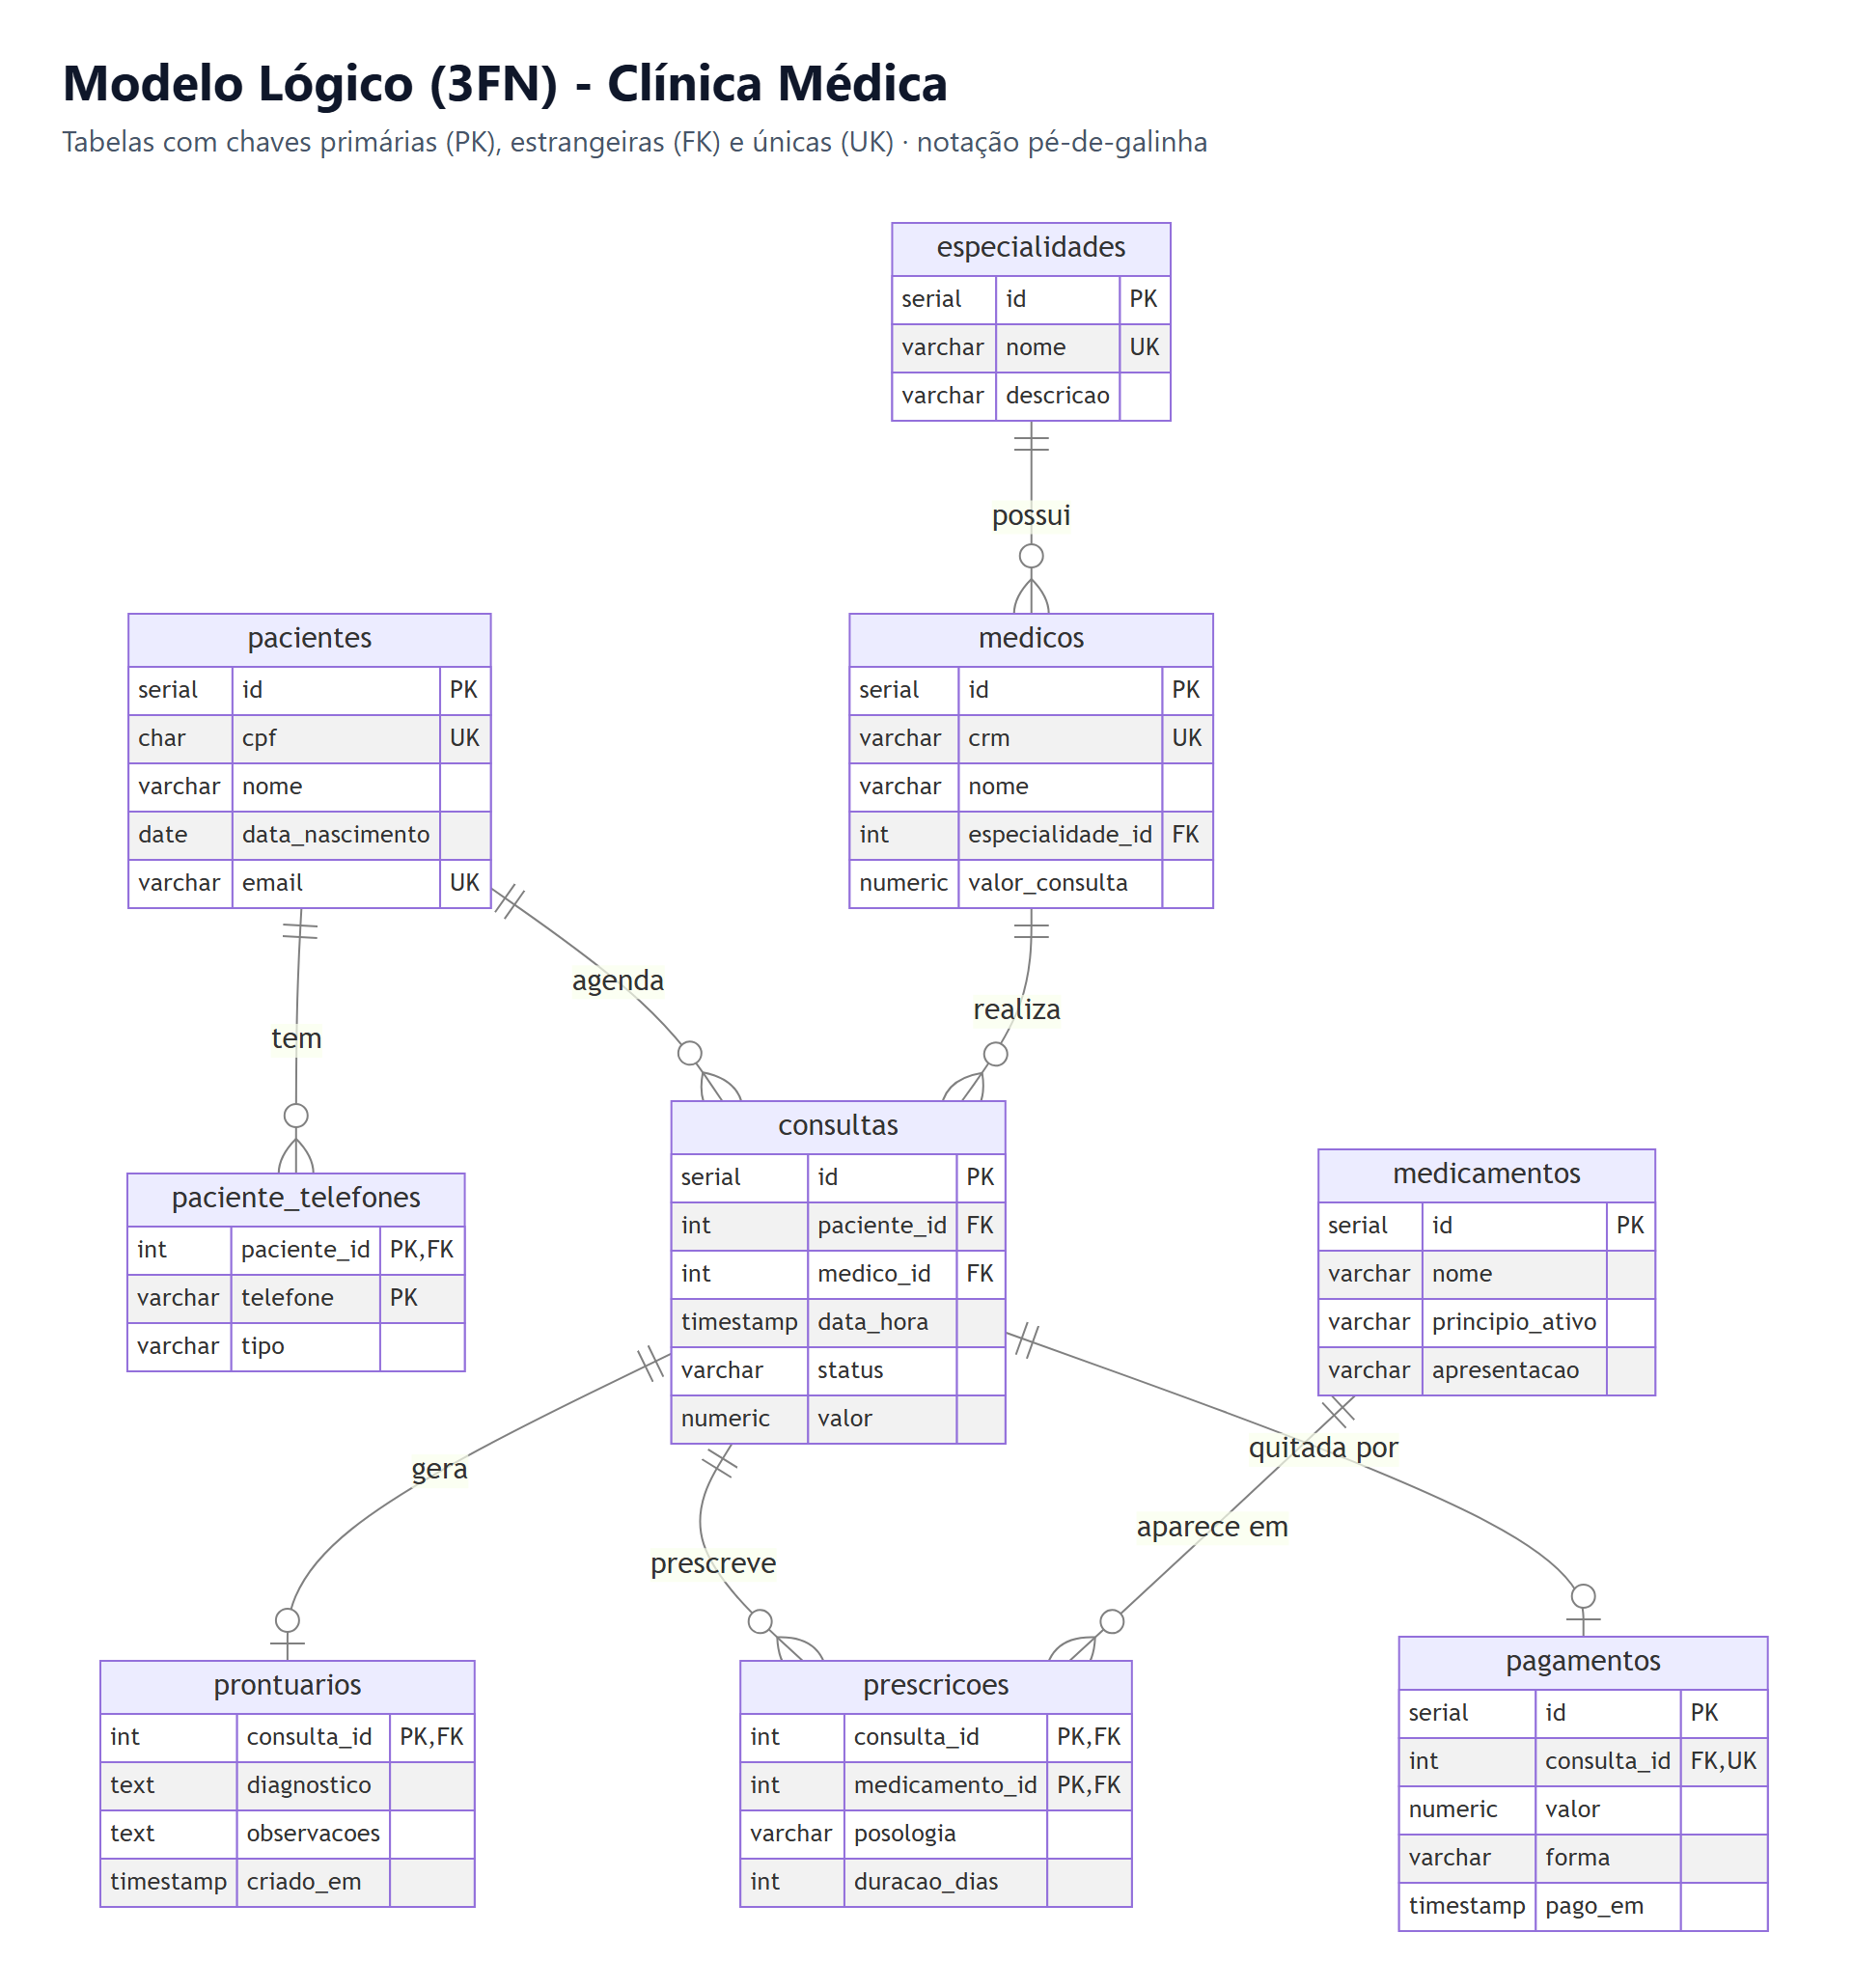 Modelo Lógico (3FN) - Clínica Médica
Tabelas com chaves primárias (PK), estrangeiras (FK) e únicas (UK) · notação pé-de-galinha
especialidades
serial id PK
varchar nome UK
varchar descricao
possui
pacientes
serial id PK
char cpf UK
varchar nome
date data_nascimento
varchar email UK
medicos
serial id PK
varchar crm UK
varchar nome
int especialidade_id FK
numeric valor_consulta
agenda
realiza
tem
paciente_telefones
int paciente_id PK,FK
varchar telefone PK
varchar tipo
consultas
serial id PK
int paciente_id FK
int medico_id FK
timestamp data_hora
varchar status
numeric valor
medicamentos
serial id PK
varchar nome
varchar principio_ativo
varchar apresentacao
gera
quitada por
aparece em
prescreve
prontuarios
int consulta_id PK,FK
text diagnostico
text observacoes
timestamp criado_em
prescricoes
int consulta_id PK,FK
int medicamento_id PK,FK
varchar posologia
int duracao_dias
pagamentos
serial id PK
int consulta_id FK,UK
numeric valor
varchar forma
timestamp pago_em